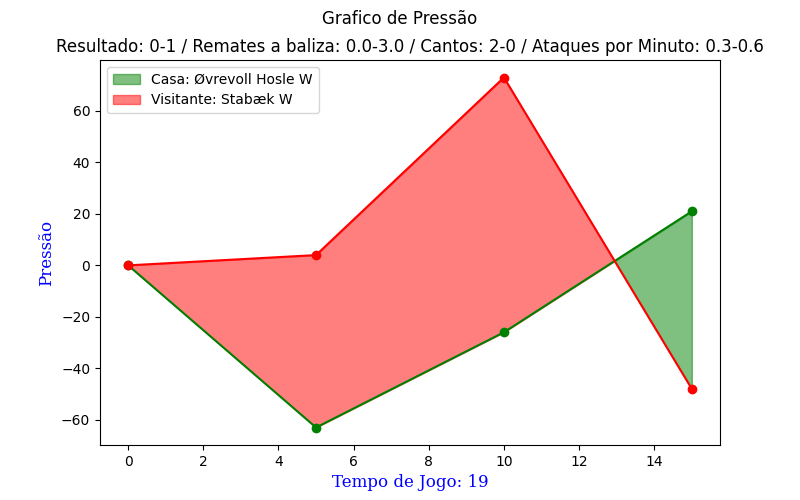 Grafico de Pressão
Resultado: 0-1 / Remates a baliza: 0.0-3.0 / Cantos: 2-0 / Ataques por Minuto: 0.3-0.6
Casa: Øvrevoll Hosle W
Visitante: Stabæk W
60
40
20
0
−20
−40
−60
Pressão
0 2 4 6 8 10 12 14
Tempo de Jogo: 19